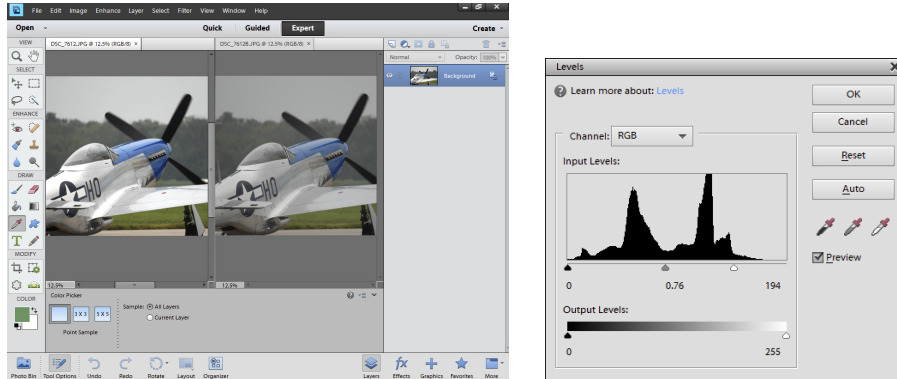 File Edit Image Enhance Layer Select Filter View Window Help
Open Quick Guided Expert Create
VIEW
DSC_7612.JPG @ 12.5% (RGB/8) ×
DSC_7612B.JPG @ 12.5% (RGB/8) ×
Normal Opacity: 100%
Background
SELECT
ENHANCE
DRAW
T
MODIFY
COLOR
HO
HO
12.5%
12.5%
Color Picker
3 X 3 5 X 5
Point Sample
Sample: All Layers
Current Layer
Photo Bin Tool Options Undo Redo Rotate Layout Organizer Layers Effects Graphics Favorites More
fx
Levels
Learn more about: Levels
OK
Cancel
Reset
Auto
Preview
Channel: RGB
Input Levels:
0 0.76 194
Output Levels:
0 255